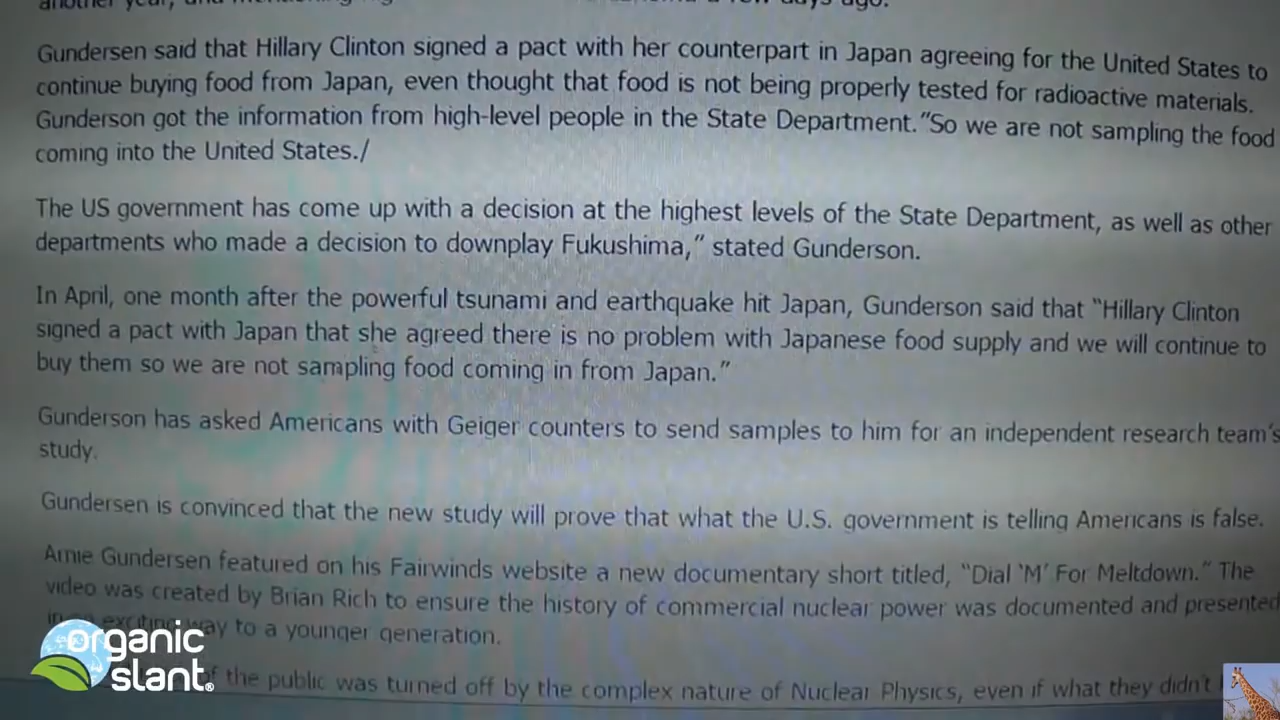 another year, and
days ago.
Gundersen said that Hillary Clinton signed a pact with her counterpart in Japan agreeing for the United States to
continue buying food from Japan, even thought that food is not being properly tested for radioactive materials.
Gunderson got the information from high-level people in the State Department."So we are not sampling the food
coming into the United States./
The US government has come up with a decision at the highest levels of the State Department, as well as other
departments who made a decision to downplay Fukushima," stated Gunderson.
In April, one month after the powerful tsunami and earthquake hit Japan, Gunderson said that "Hillary Clinton
signed a pact with Japan that she agreed there is no problem with Japanese food supply and we will continue to
buy them so we are not sampling food coming in from Japan."
Gunderson has asked Americans with Geiger counters to send samples to him for an independent research team's
study.
Gundersen is convinced that the new study will prove that what the U.S. government is telling Americans is false.
Arnie Gundersen featured on his Fairwinds website a new documentary short titled, "Dial 'M' For Meltdown." The
video was created by Brian Rich to ensure the history of commercial nuclear power was documented and presented
in an exciting way to a younger generation.
of the public was turned off by the complex nature of Nuclear Physics, even if what they didn't
organic
slant®